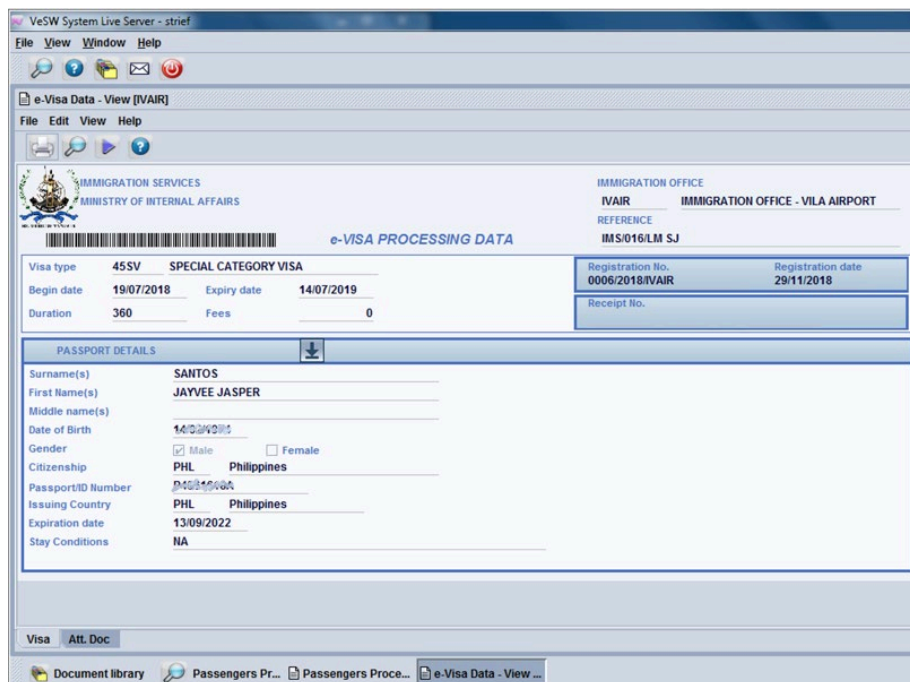 VeSW System Live Server - strief
File View Window Help
e-Visa Data - View [IVAIR]
File Edit View Help
IMMIGRATION SERVICES
MINISTRY OF INTERNAL AFFAIRS
IMMIGRATION OFFICE
IVAIR IMMIGRATION OFFICE - VILA AIRPORT
REFERENCE
e-VISA PROCESSING DATA
IMS/016/LM SJ
Visa type 45SV SPECIAL CATEGORY VISA
Begin date 19/07/2018 Expiry date 14/07/2019
Duration 360 Fees 0
Registration No. Registration date
0006/2018/IVAIR 29/11/2018
Receipt No.
PASSPORT DETAILS
Surname(s) SANTOS
First Name(s) JAYVEE JASPER
Middle name(s)
Date of Birth
Gender Male Female
Citizenship PHL Philippines
Passport/ID Number
Issuing Country PHL Philippines
Expiration date 13/09/2022
Stay Conditions NA
Visa Att. Doc
Document library Passengers Pr... Passengers Proce... e-Visa Data - View ...